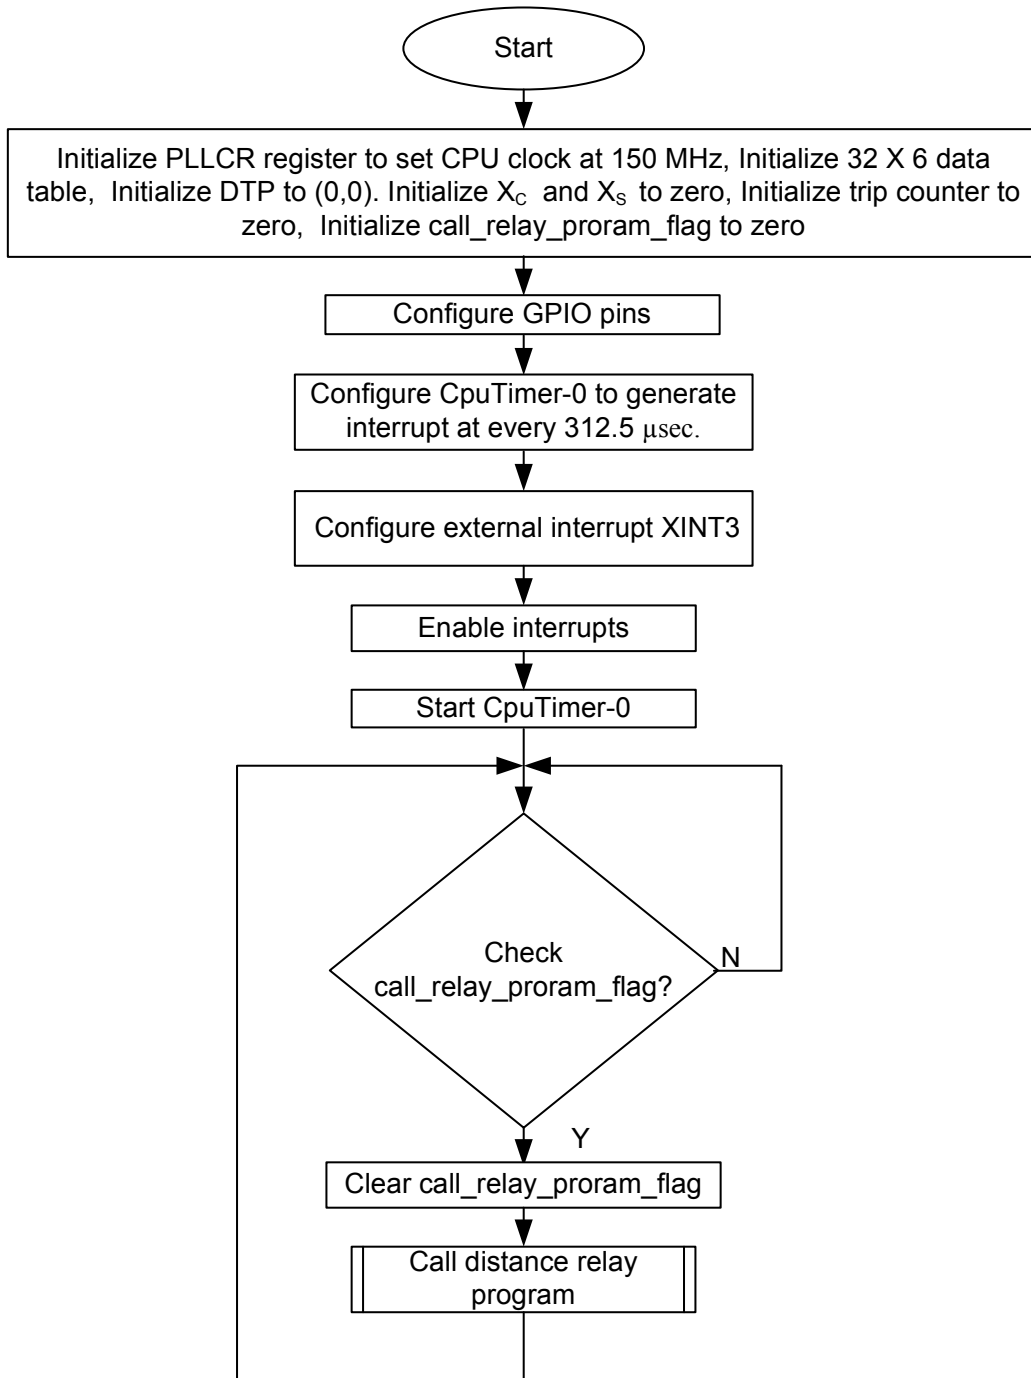 Start
Initialize PLLCR register to set CPU clock at 150 MHz, Initialize 32 X 6 data
table,  Initialize DTP to (0,0). Initialize X_C and X_S to zero, Initialize trip counter to
zero,  Initialize call_relay_proram_flag to zero
Configure GPIO pins
Configure CpuTimer-0 to generate
interrupt at every 312.5 µsec.
Configure external interrupt XINT3
Enable interrupts
Start CpuTimer-0
Check
call_relay_proram_flag?
N
Y
Clear call_relay_proram_flag
Call distance relay
program